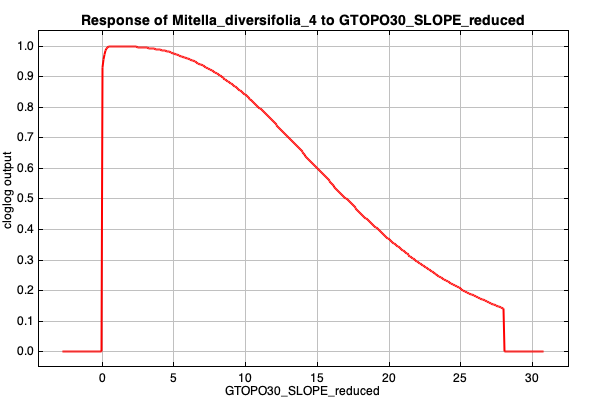 Response of Mitella_diversifolia_4 to GTOPO30_SLOPE_reduced
cloglog output
1.0
0.9
0.8
0.7
0.6
0.5
0.4
0.3
0.2
0.1
0.0
0 5 10 15 20 25 30
GTOPO30_SLOPE_reduced